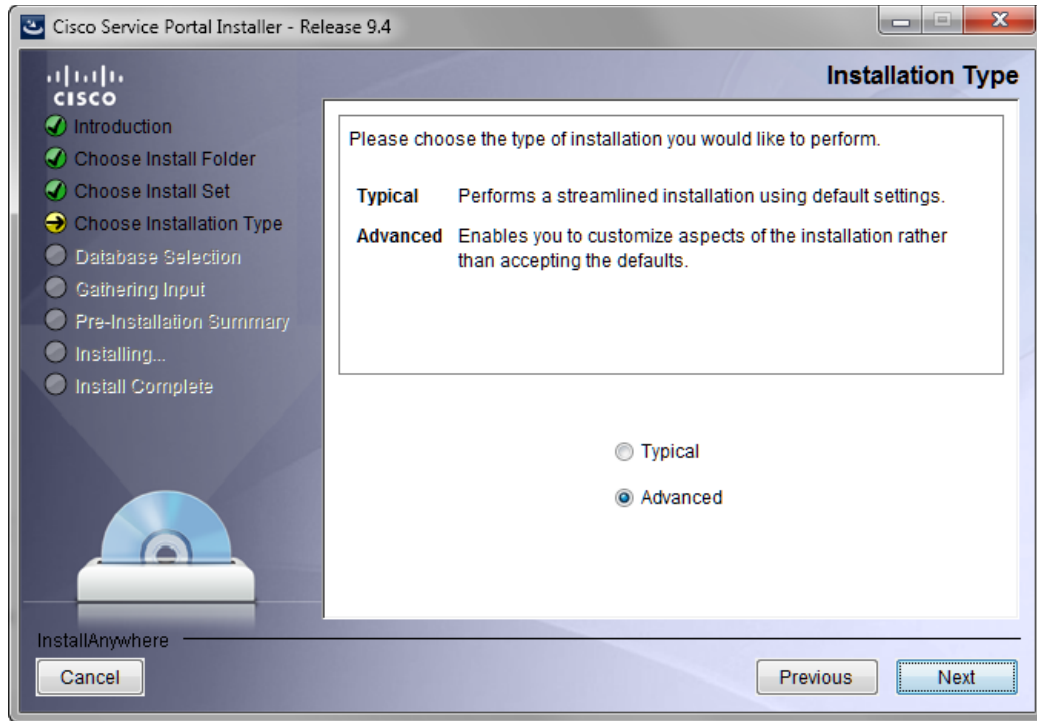 Cisco Service Portal Installer - Release 9.4
Installation Type
CISCO
Introduction
Choose Install Folder
Choose Install Set
Choose Installation Type
Database Selection
Gathering Input
Pre-Installation Summary
Installing...
Install Complete
Please choose the type of installation you would like to perform.
Typical Performs a streamlined installation using default settings.
Advanced Enables you to customize aspects of the installation rather
than accepting the defaults.
Typical
Advanced
InstallAnywhere
Cancel
Previous
Next